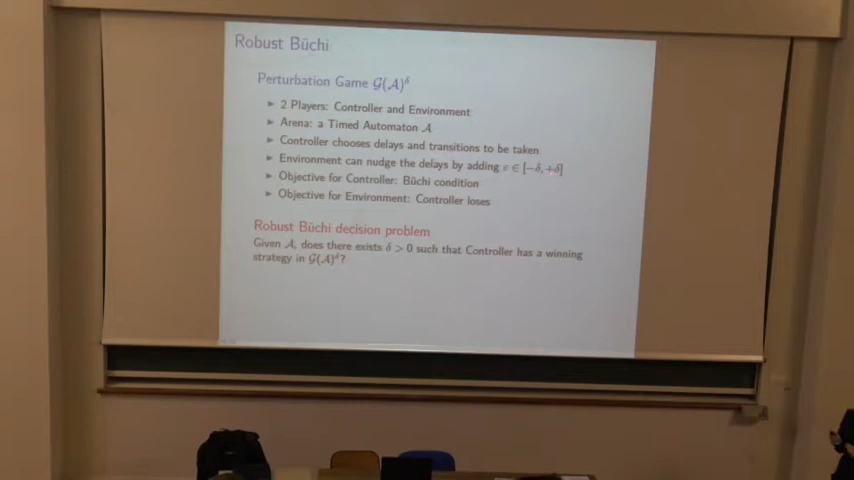 Robust Büchi
Perturbation Game 𝒢(𝒜)^δ
▶ 2 Players: Controller and Environment
▶ Arena: a Timed Automaton 𝒜
▶ Controller chooses delays and transitions to be taken
▶ Environment can nudge the delays by adding ε ∈ [−δ, +δ]
▶ Objective for Controller: Büchi condition
▶ Objective for Environment: Controller loses
Robust Büchi decision problem
Given 𝒜, does there exists δ > 0 such that Controller has a winning
strategy in 𝒢(𝒜)^δ?